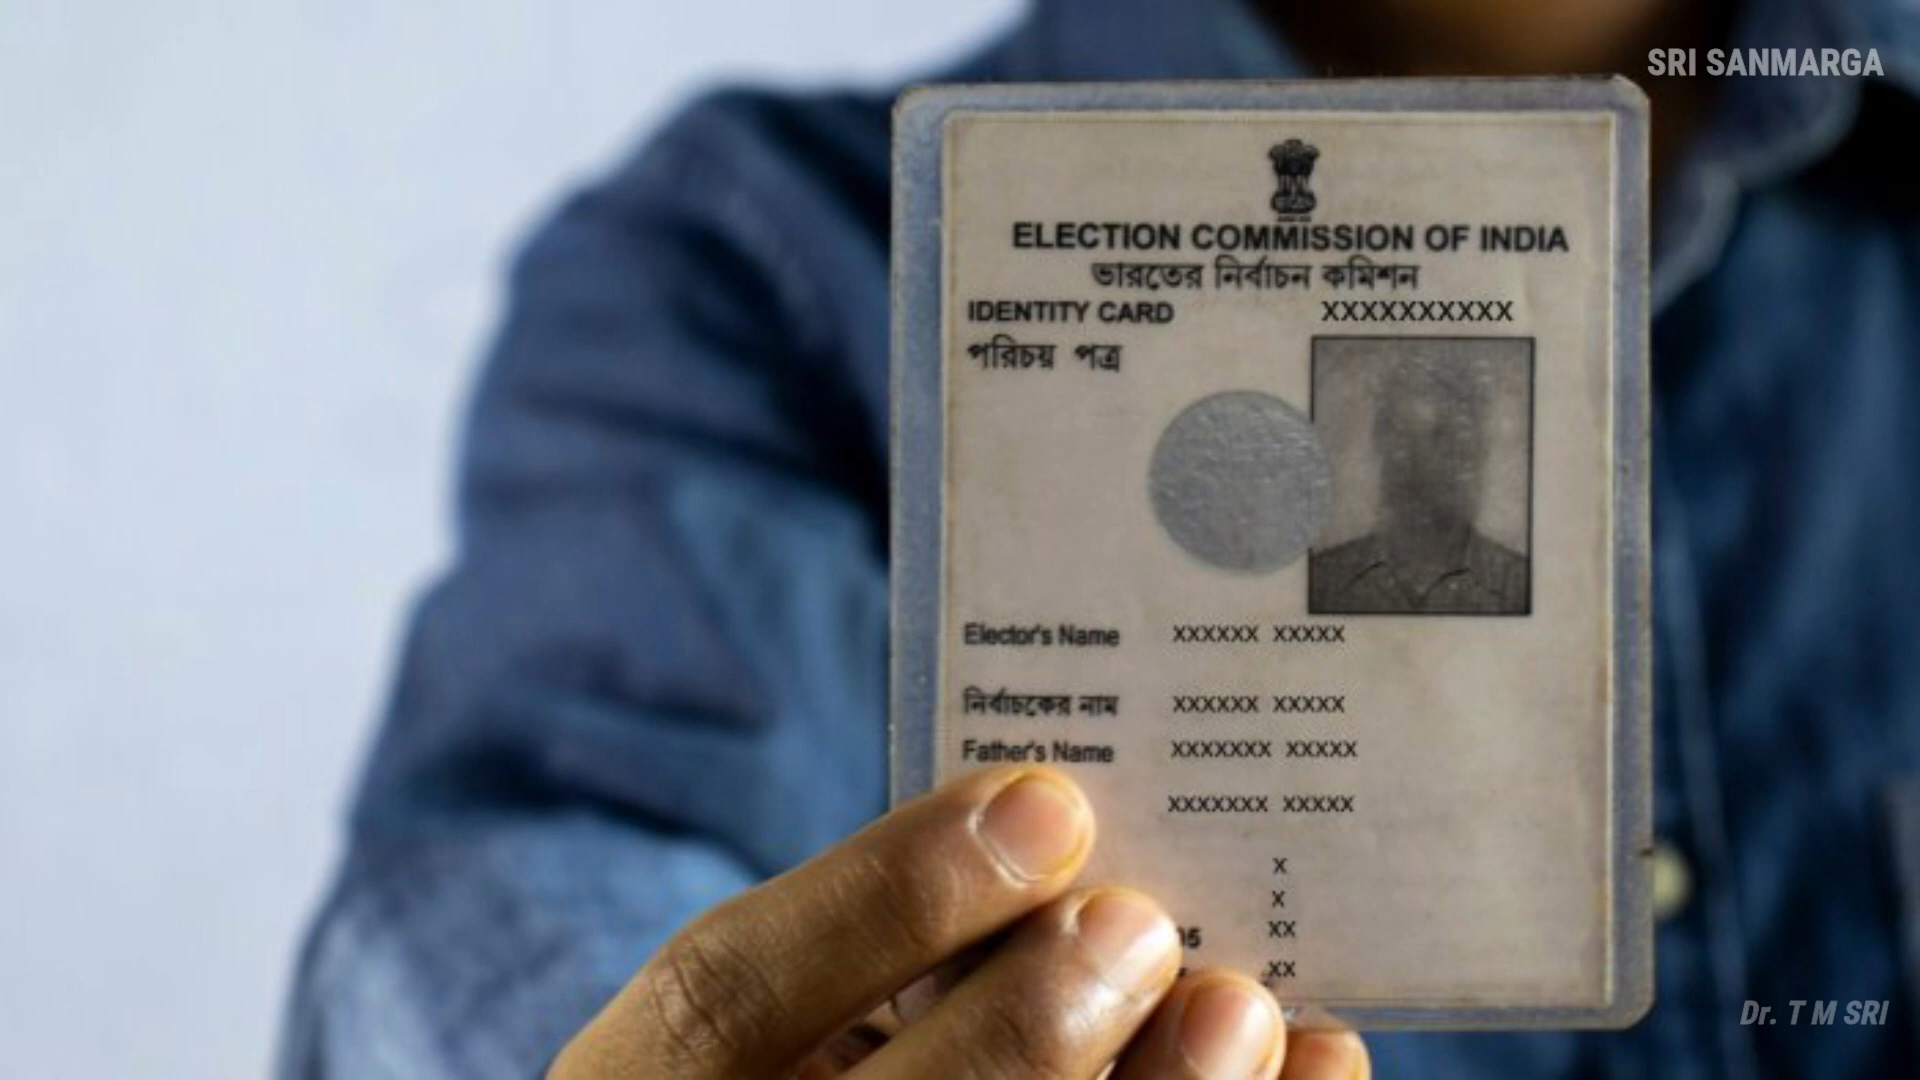 SRI SANMARGA
ELECTION COMMISSION OF INDIA
ভারতের নির্বাচন কমিশন
IDENTITY CARD XXXXXXXXXX
পরিচয় পত্র
Elector's Name XXXXXX XXXXX
নির্বাচকের নাম XXXXXX XXXXX
Father's Name XXXXXXX XXXXX
XXXXXXX XXXXX
X
X
XX
.XX
Dr. T M SRI